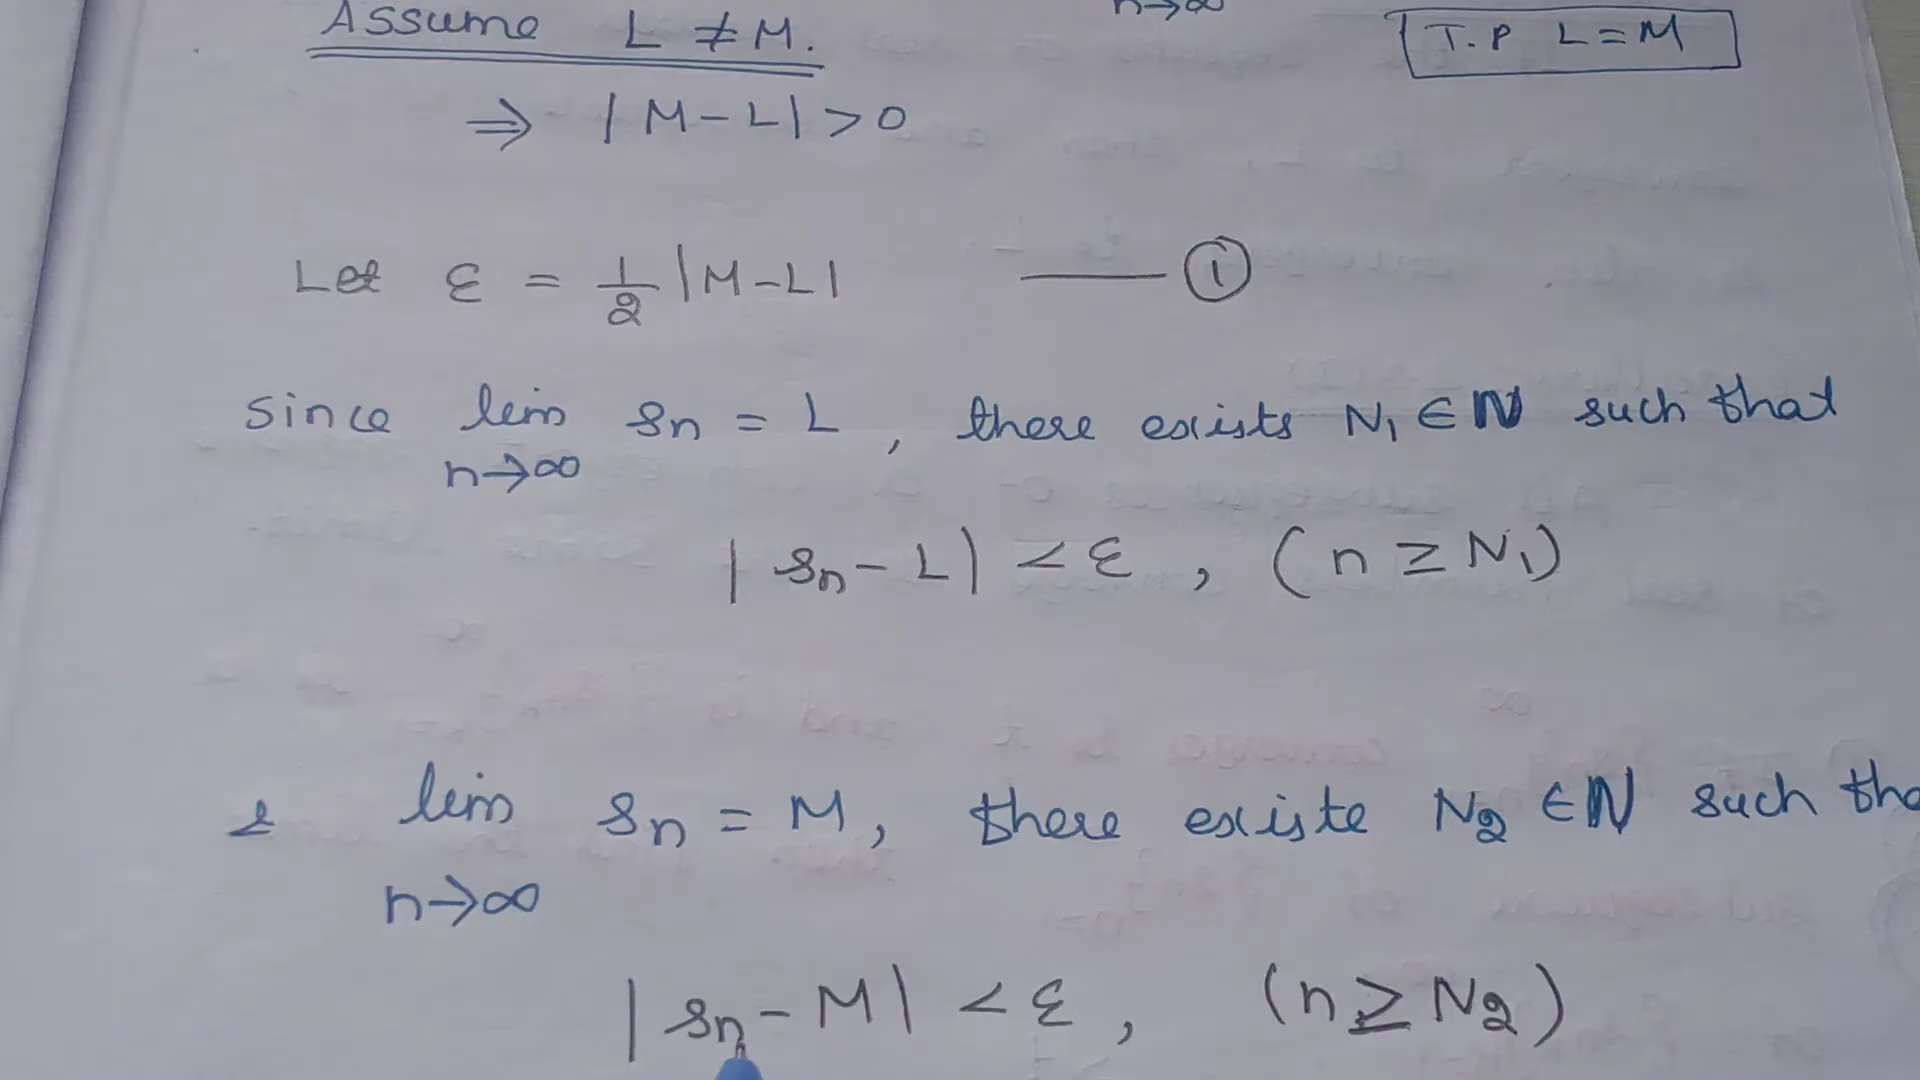 n→∞
Assume L ≠ M.
T.P L = M
⇒ |M - L| > 0
Let ε = 1/2 |M - L| —— ①
since lim sn = L, there exists N₁ ∈ ℕ such that
n→∞
|sn - L| < ε, (n ≥ N₁)
& lim sn = M, there existe N₂ ∈ ℕ such tha
n→∞
|sn - M| < ε, (n ≥ N₂)